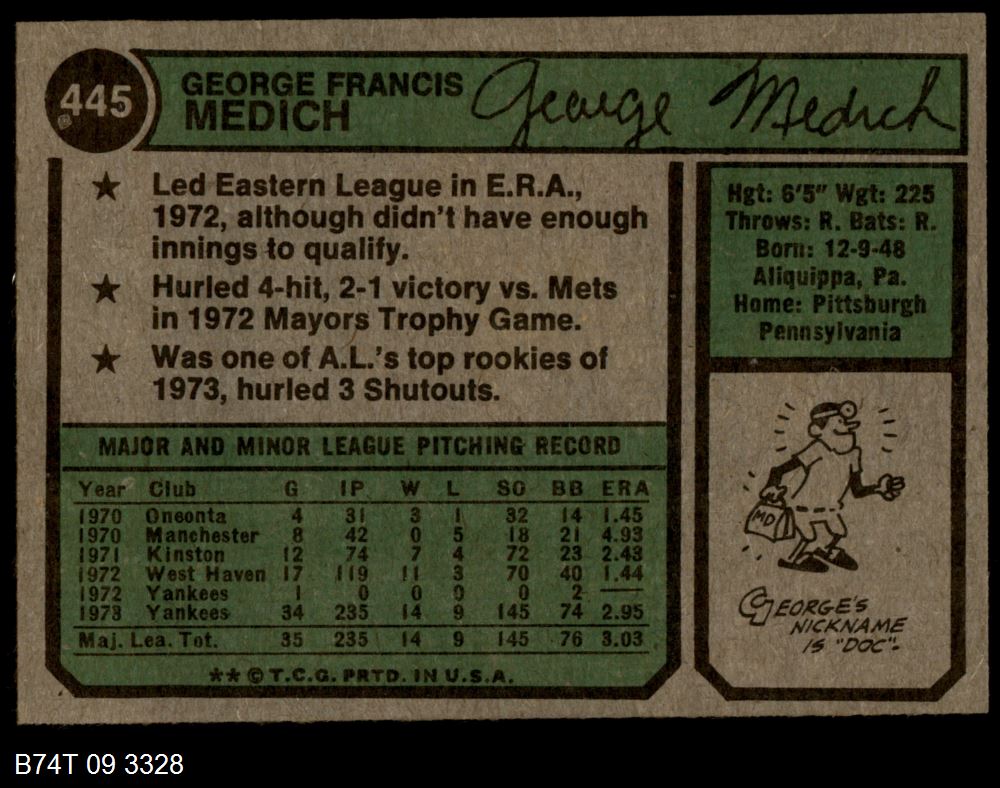 445
GEORGE FRANCIS
MEDICH
George Medich
★ Led Eastern League in E.R.A.,
1972, although didn't have enough
innings to qualify.
★ Hurled 4-hit, 2-1 victory vs. Mets
in 1972 Mayors Trophy Game.
★ Was one of A.L.'s top rookies of
1973, hurled 3 Shutouts.
Hgt: 6'5" Wgt: 225
Throws: R. Bats: R.
Born: 12-9-48
Aliquippa, Pa.
Home: Pittsburgh
Pennsylvania
MAJOR AND MINOR LEAGUE PITCHING RECORD
Year Club G IP W L SO BB ERA
1970 Oneonta 4 31 3 1 32 14 1.45
1970 Manchester 8 42 0 5 18 21 4.93
1971 Kinston 12 74 7 4 72 23 2.43
1972 West Haven 17 119 11 3 70 40 1.44
1972 Yankees 1 0 0 0 0 2 —
1973 Yankees 34 235 14 9 145 74 2.95
Maj. Lea. Tot. 35 235 14 9 145 76 3.03
**©T.C.G. PRTD. IN U.S.A.
MD
GEORGE'S
NICKNAME
IS "DOC".
B74T 09 3328